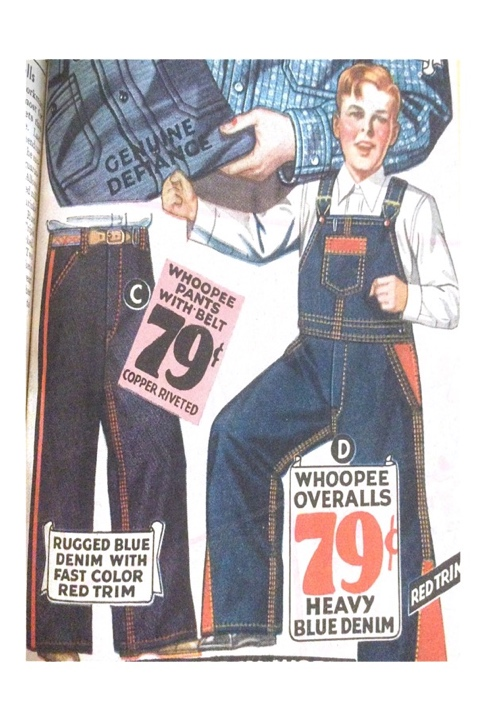 GENUINE
DEFIANCE
C
WHOOPEE
PANTS
WITH-BELT
79¢
COPPER RIVETED
D
WHOOPEE
OVERALLS
79¢
HEAVY
BLUE DENIM
RUGGED BLUE
DENIM WITH
FAST COLOR
RED TRIM
RED TRIM